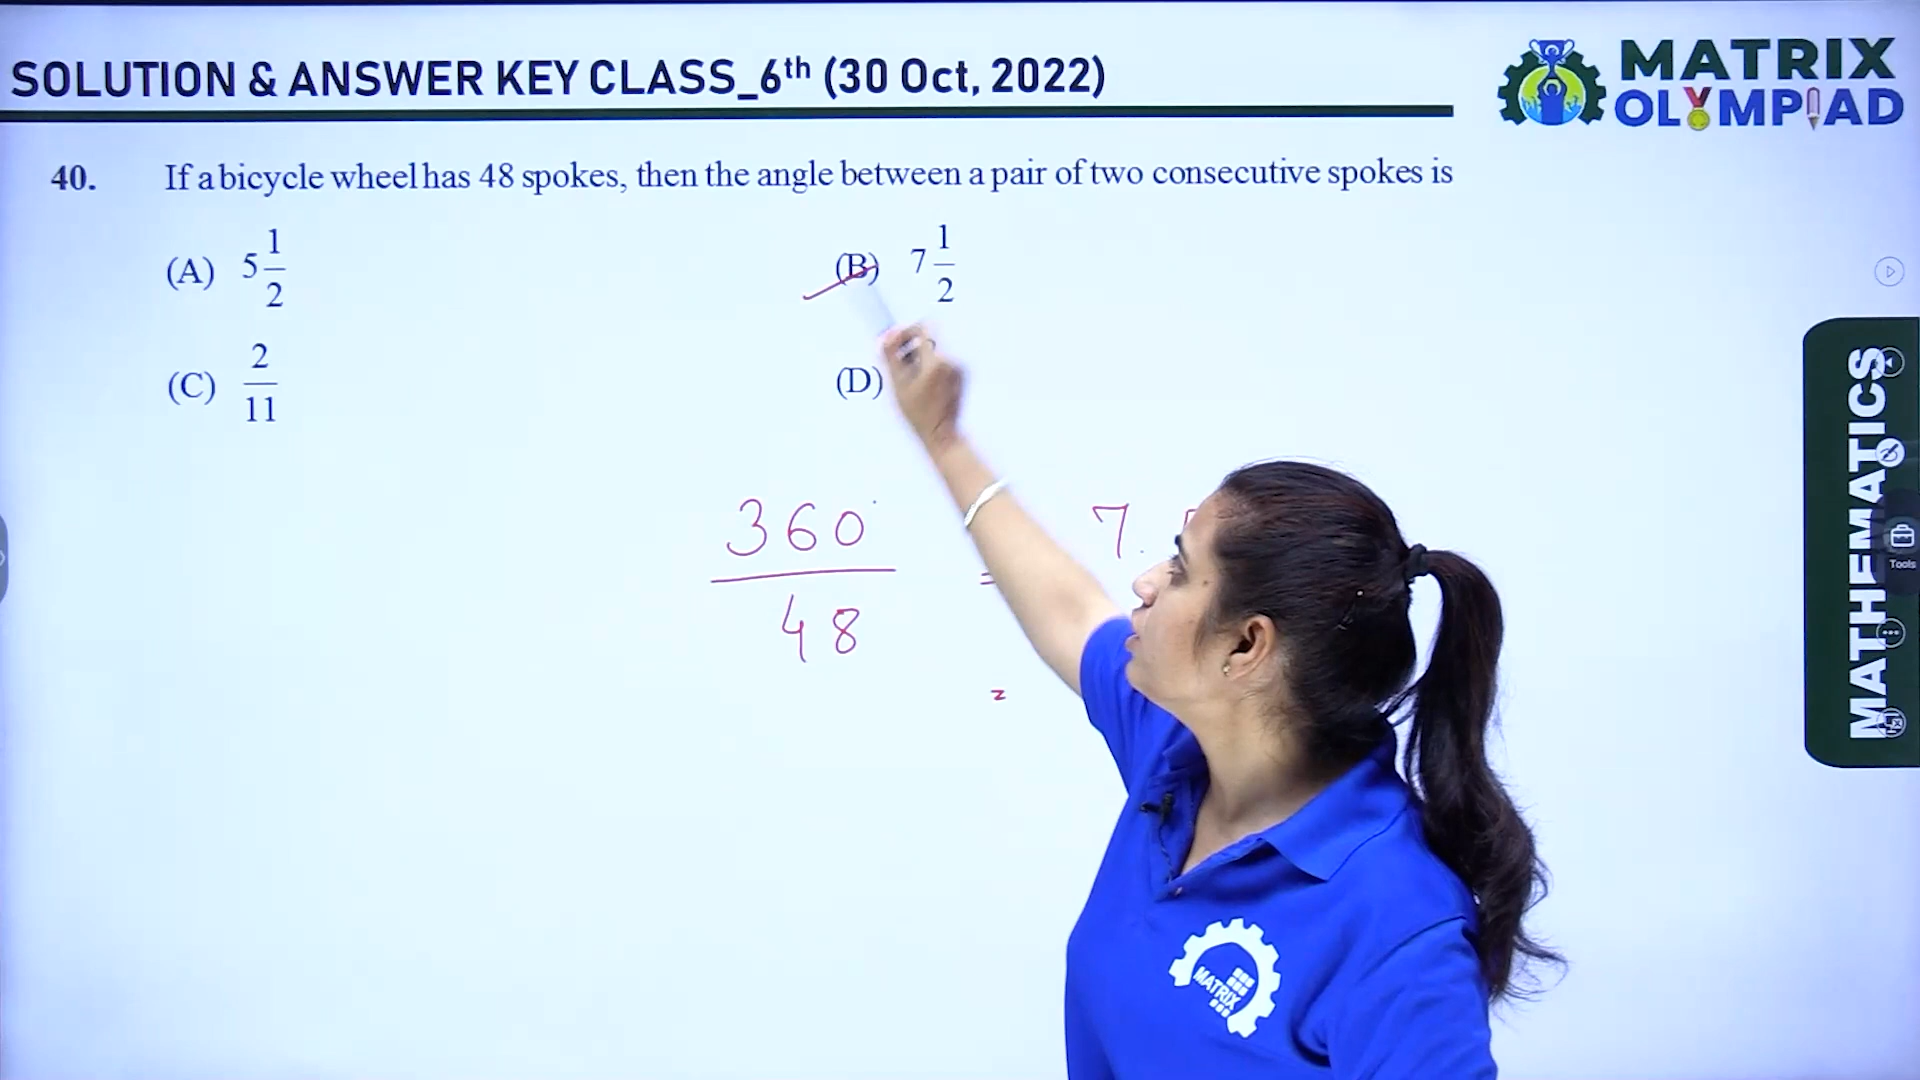 SOLUTION & ANSWER KEY CLASS_6th (30 Oct, 2022)
MATRIX
OLYMPIAD
40. If a bicycle wheel has 48 spokes, then the angle between a pair of two consecutive spokes is
(A) 5 1/2
(B) 7 1/2
(C) 2/11
(D)
360°
48
=
7.
=
MATHEMATICS
Tools
MATRIX